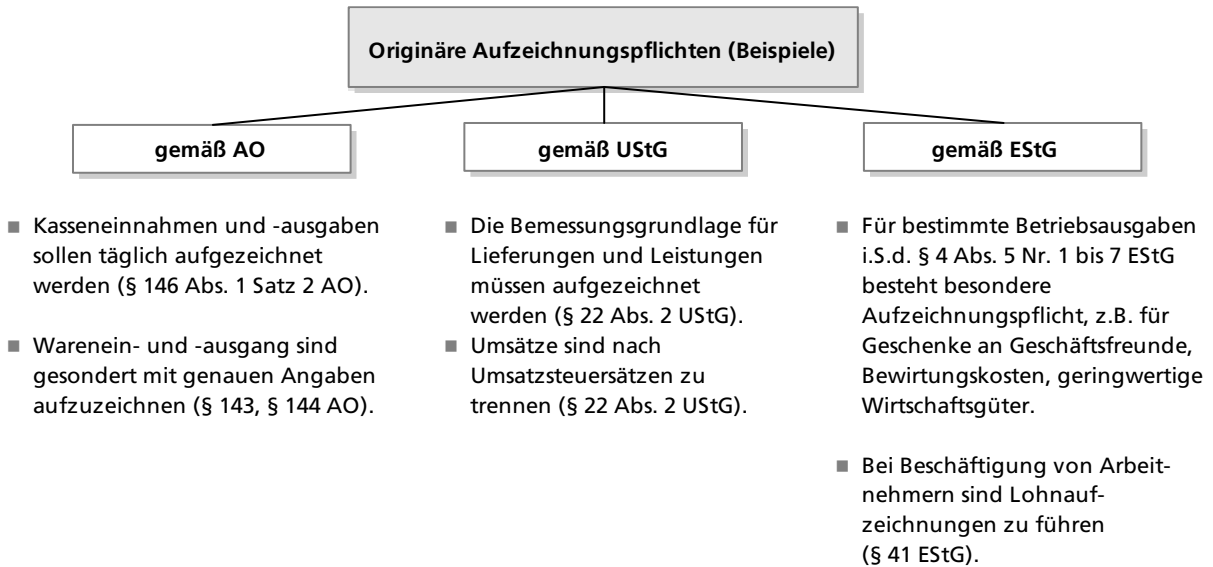 Originäre Aufzeichnungspflichten (Beispiele)
gemäß AO
■ Kasseneinnahmen und -ausgaben
sollen täglich aufgezeichnet
werden (§ 146 Abs. 1 Satz 2 AO).
■ Warenein- und -ausgang sind
gesondert mit genauen Angaben
aufzuzeichnen (§ 143, § 144 AO).
gemäß UStG
■ Die Bemessungsgrundlage für
Lieferungen und Leistungen
müssen aufgezeichnet
werden (§ 22 Abs. 2 UStG).
■ Umsätze sind nach
Umsatzsteuersätzen zu
trennen (§ 22 Abs. 2 UStG).
gemäß EStG
■ Für bestimmte Betriebsausgaben
i.S.d. § 4 Abs. 5 Nr. 1 bis 7 EStG
besteht besondere
Aufzeichnungspflicht, z.B. für
Geschenke an Geschäftsfreunde,
Bewirtungskosten, geringwertige
Wirtschaftsgüter.
■ Bei Beschäftigung von Arbeit-
nehmern sind Lohnauf-
zeichnungen zu führen
(§ 41 EStG).